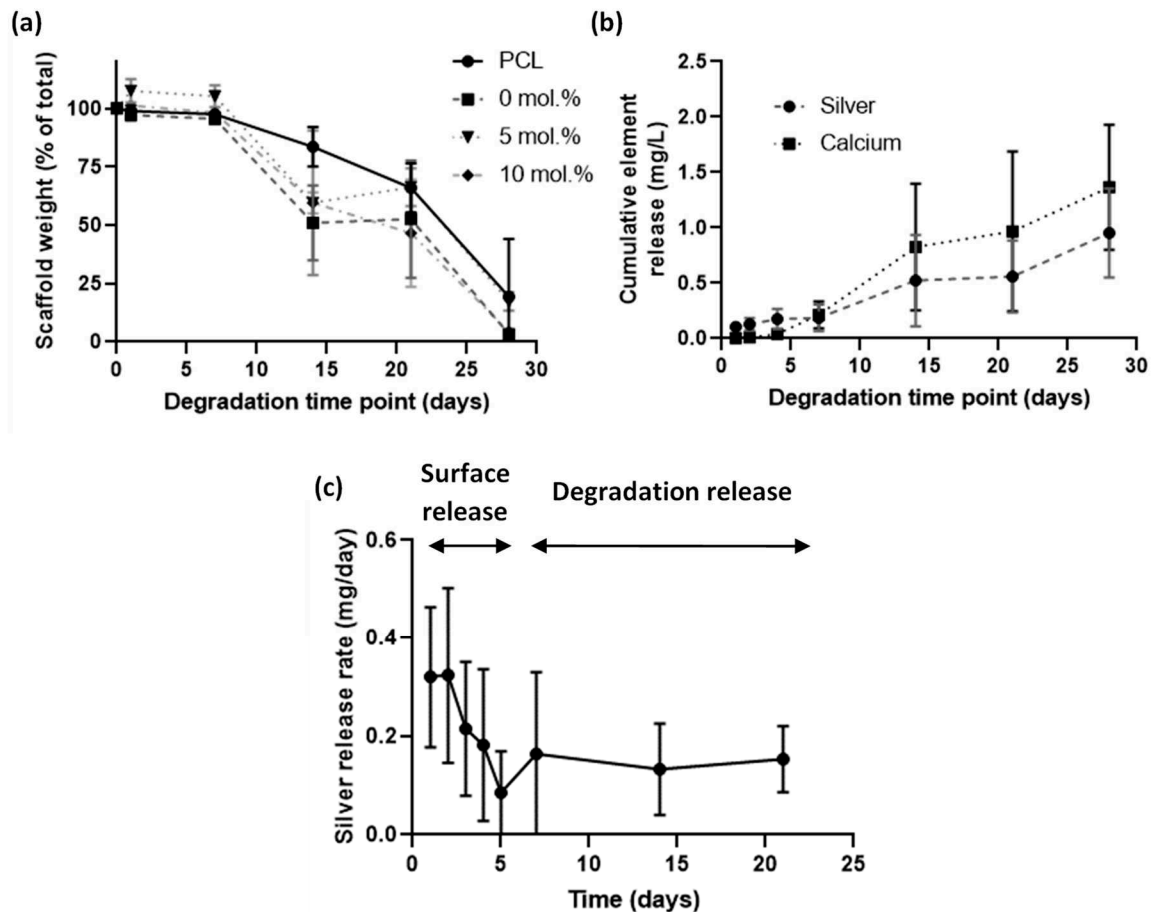 (a)
Scaffold weight (% of total)
100
75
50
25
0
0 5 10 15 20 25 30
Degradation time point (days)
PCL
0 mol.%
5 mol.%
10 mol.%
(b)
Cumulative element
release (mg/L)
2.5
2.0
1.5
1.0
0.5
0.0
0 5 10 15 20 25 30
Degradation time point (days)
Silver
Calcium
(c)
Surface
release
Degradation release
Silver release rate (mg/day)
0.6
0.4
0.2
0.0
0 5 10 15 20 25
Time (days)